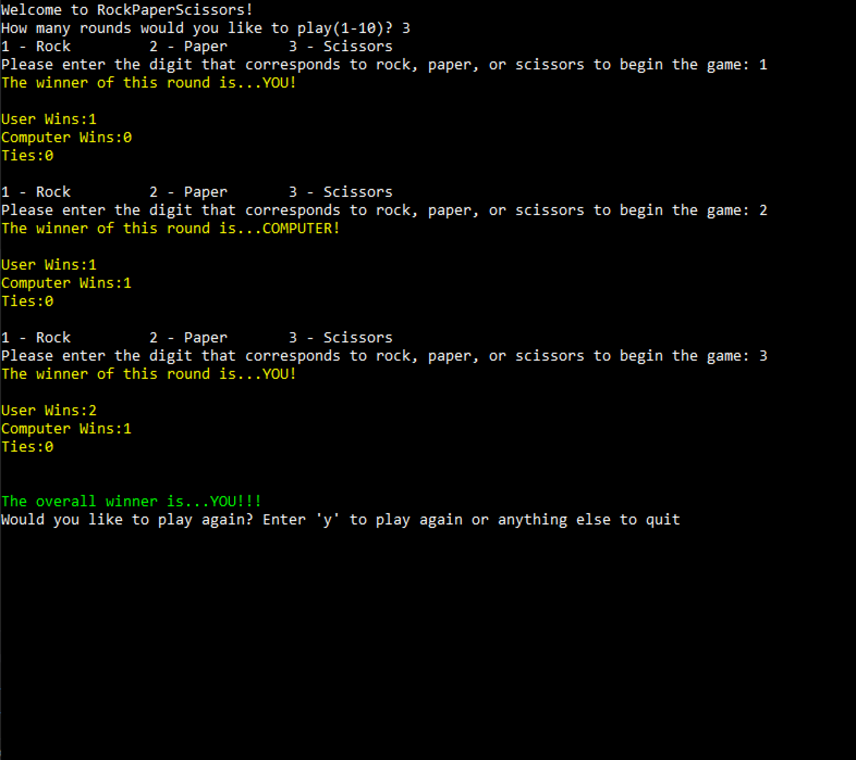 Welcome to RockPaperScissors!
How many rounds would you like to play(1-10)? 3
1 - Rock         2 - Paper       3 - Scissors
Please enter the digit that corresponds to rock, paper, or scissors to begin the game: 1
The winner of this round is...YOU!
User Wins:1
Computer Wins:0
Ties:0
1 - Rock         2 - Paper       3 - Scissors
Please enter the digit that corresponds to rock, paper, or scissors to begin the game: 2
The winner of this round is...COMPUTER!
User Wins:1
Computer Wins:1
Ties:0
1 - Rock         2 - Paper       3 - Scissors
Please enter the digit that corresponds to rock, paper, or scissors to begin the game: 3
The winner of this round is...YOU!
User Wins:2
Computer Wins:1
Ties:0
The overall winner is...YOU!!!
Would you like to play again? Enter 'y' to play again or anything else to quit